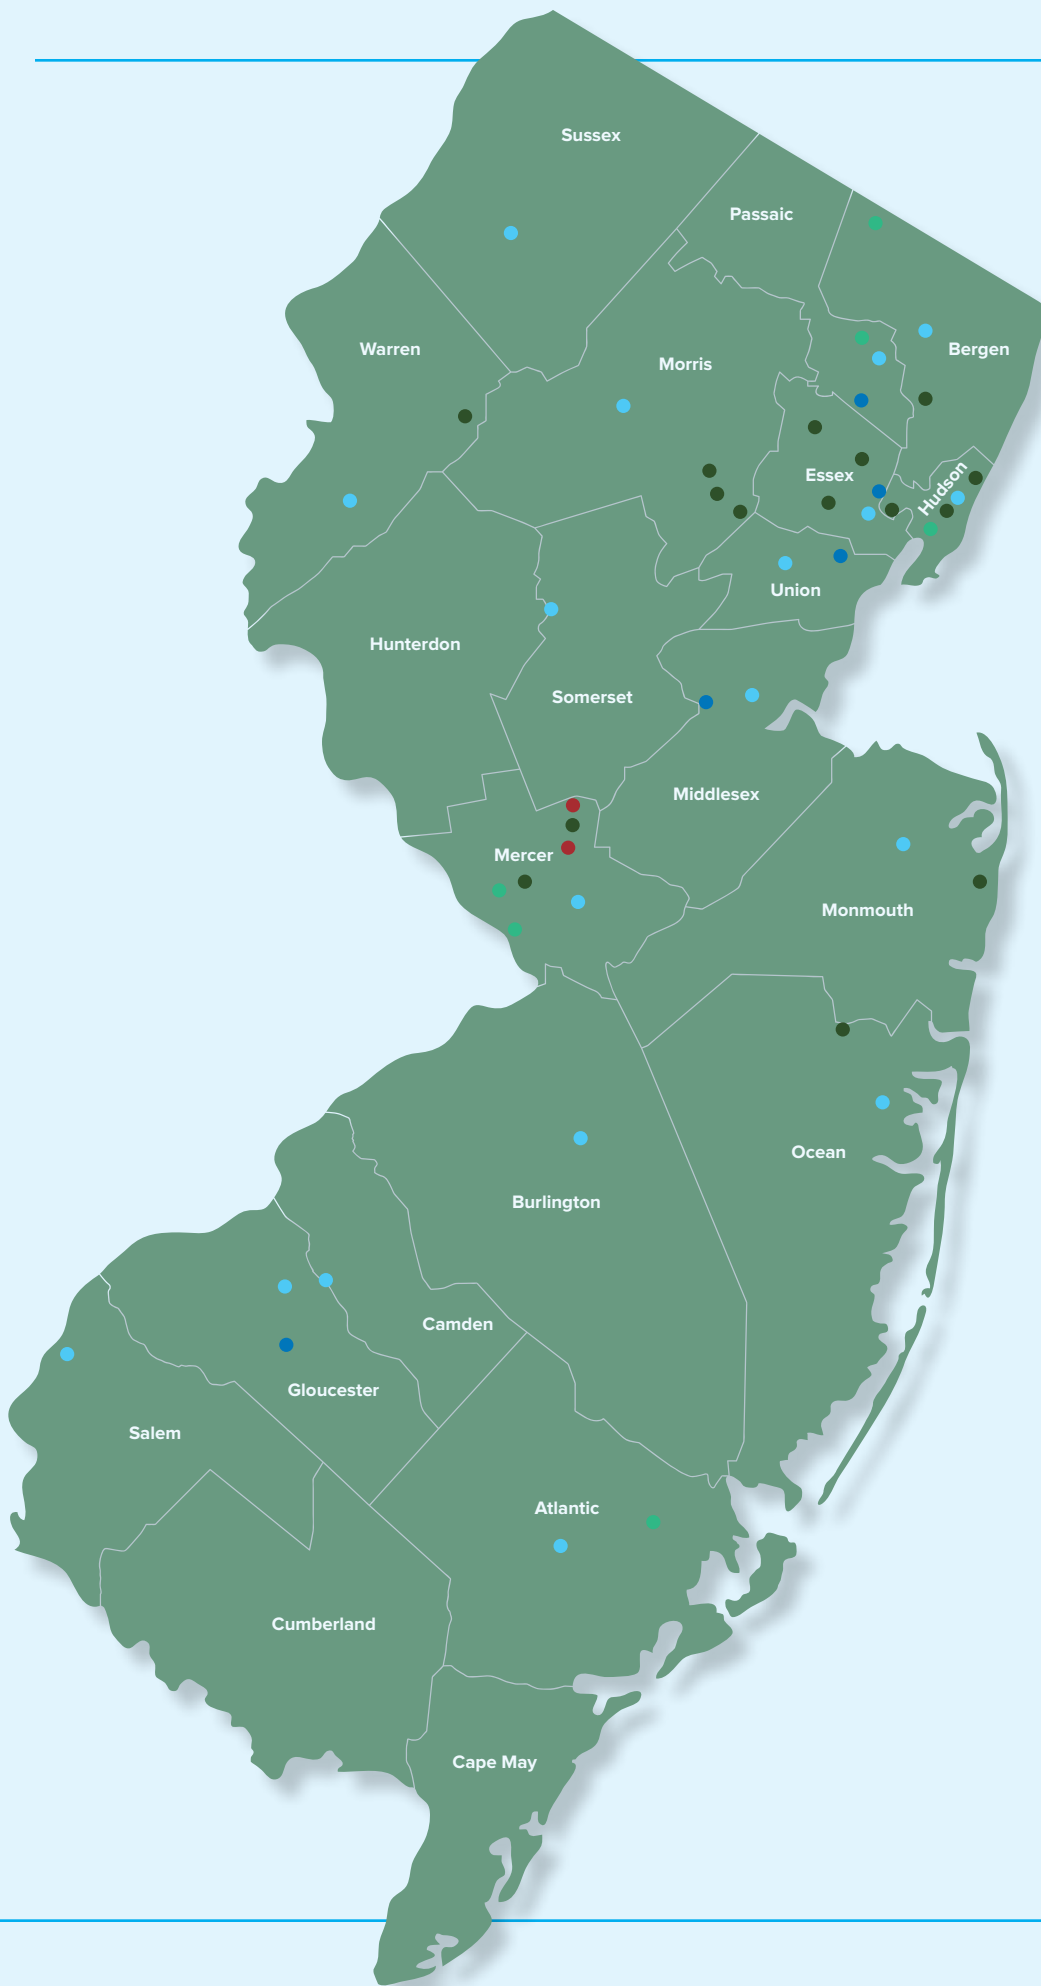 Sussex
Passaic
Warren
Bergen
Morris
Essex
Hudson
Union
Hunterdon
Somerset
Middlesex
Mercer
Monmouth
Ocean
Burlington
Camden
Gloucester
Salem
Atlantic
Cumberland
Cape May